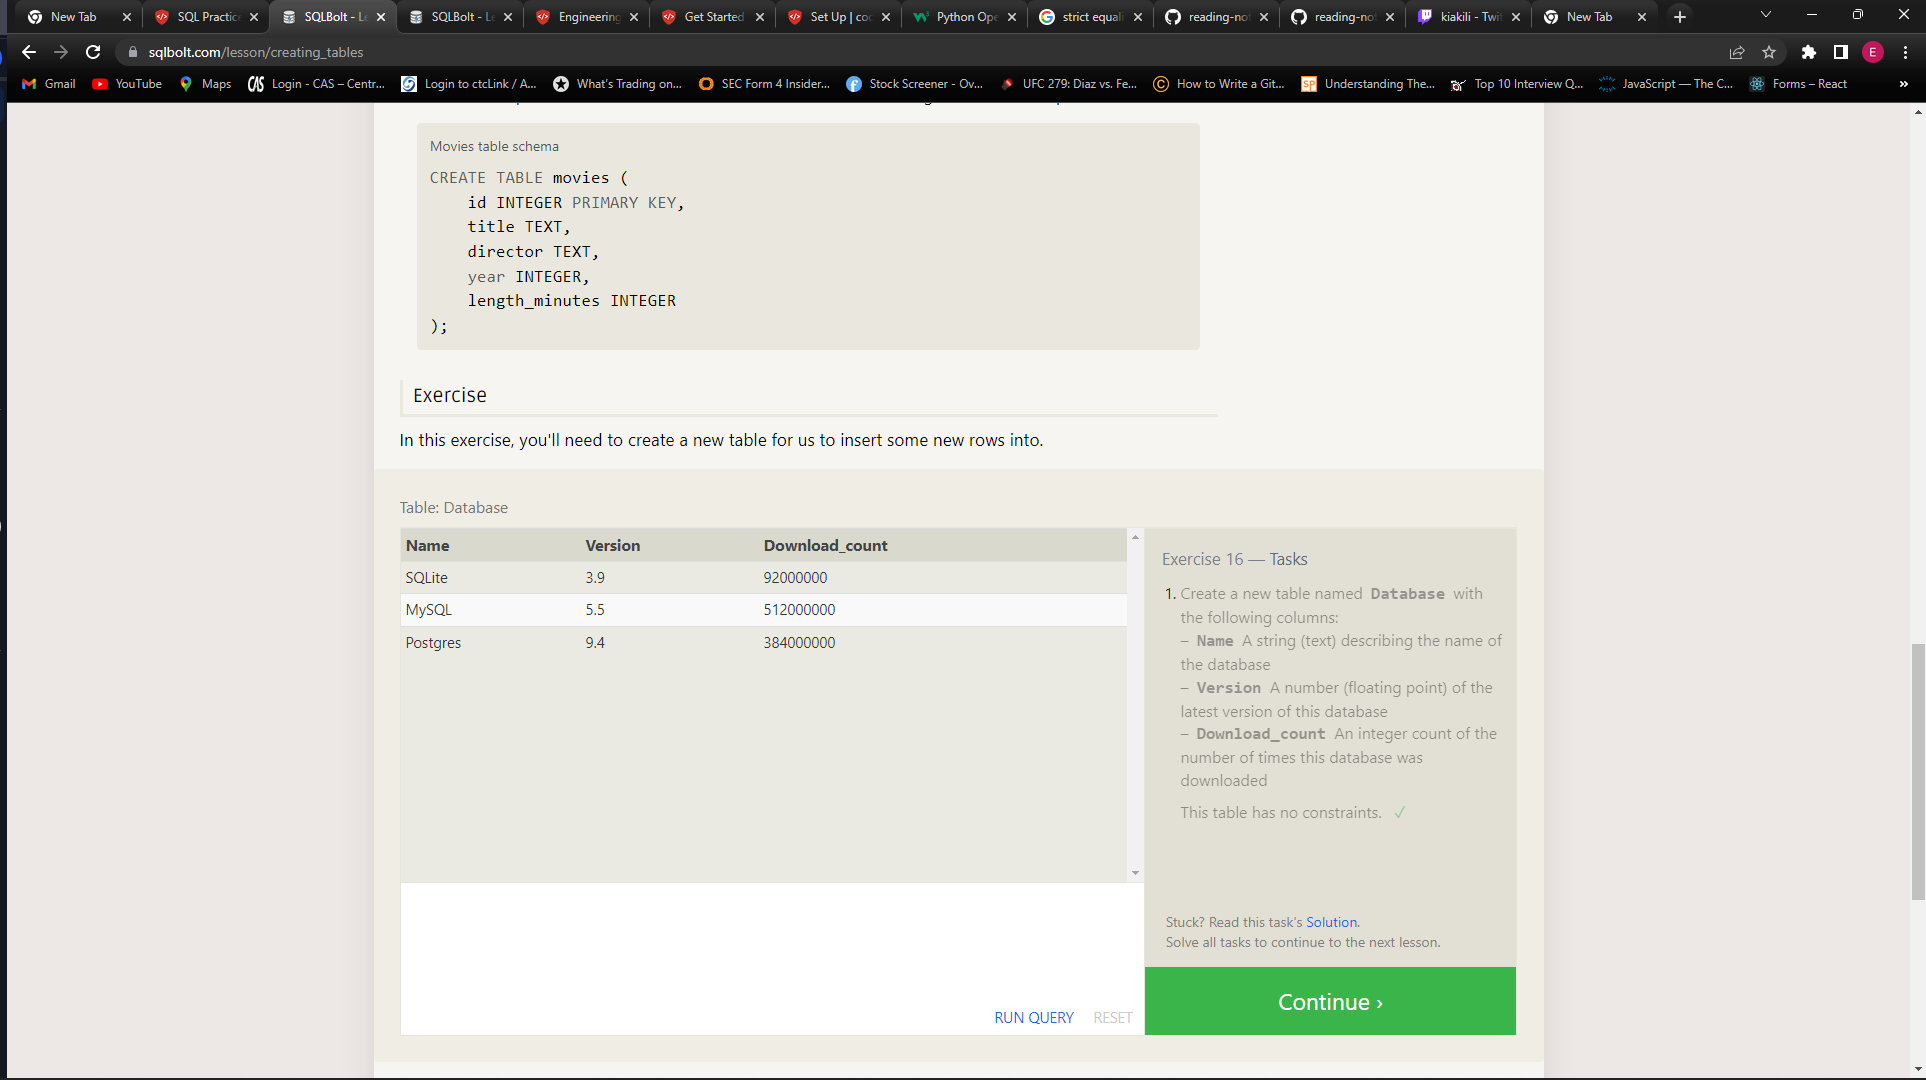 New Tab
SQL Practic
SQLBolt - Le
SQLBolt - Le
Engineering
Get Started
Set Up | co
Python Ope
strict equali
reading-not
reading-not
kiakili - Twit
New Tab
sqlbolt.com/lesson/creating_tables
E
Gmail
YouTube
Maps
Login - CAS – Centr...
Login to ctcLink / A...
What's Trading on...
SEC Form 4 Insider...
Stock Screener - Ov...
UFC 279: Diaz vs. Fe...
How to Write a Git...
Understanding The...
Top 10 Interview Q...
JavaScript — The C...
Forms – React
»
Movies table schema
CREATE TABLE movies (
id INTEGER PRIMARY KEY,
title TEXT,
director TEXT,
year INTEGER,
length_minutes INTEGER
);
Exercise
In this exercise, you'll need to create a new table for us to insert some new rows into.
Table: Database
Name Version Download_count
SQLite 3.9 92000000
MySQL 5.5 512000000
Postgres 9.4 384000000
RUN QUERY RESET
Exercise 16 — Tasks
1. Create a new table named Database with
the following columns:
– Name A string (text) describing the name of
the database
– Version A number (floating point) of the
latest version of this database
– Download_count An integer count of the
number of times this database was
downloaded
This table has no constraints. ✓
Stuck? Read this task's Solution.
Solve all tasks to continue to the next lesson.
Continue ›